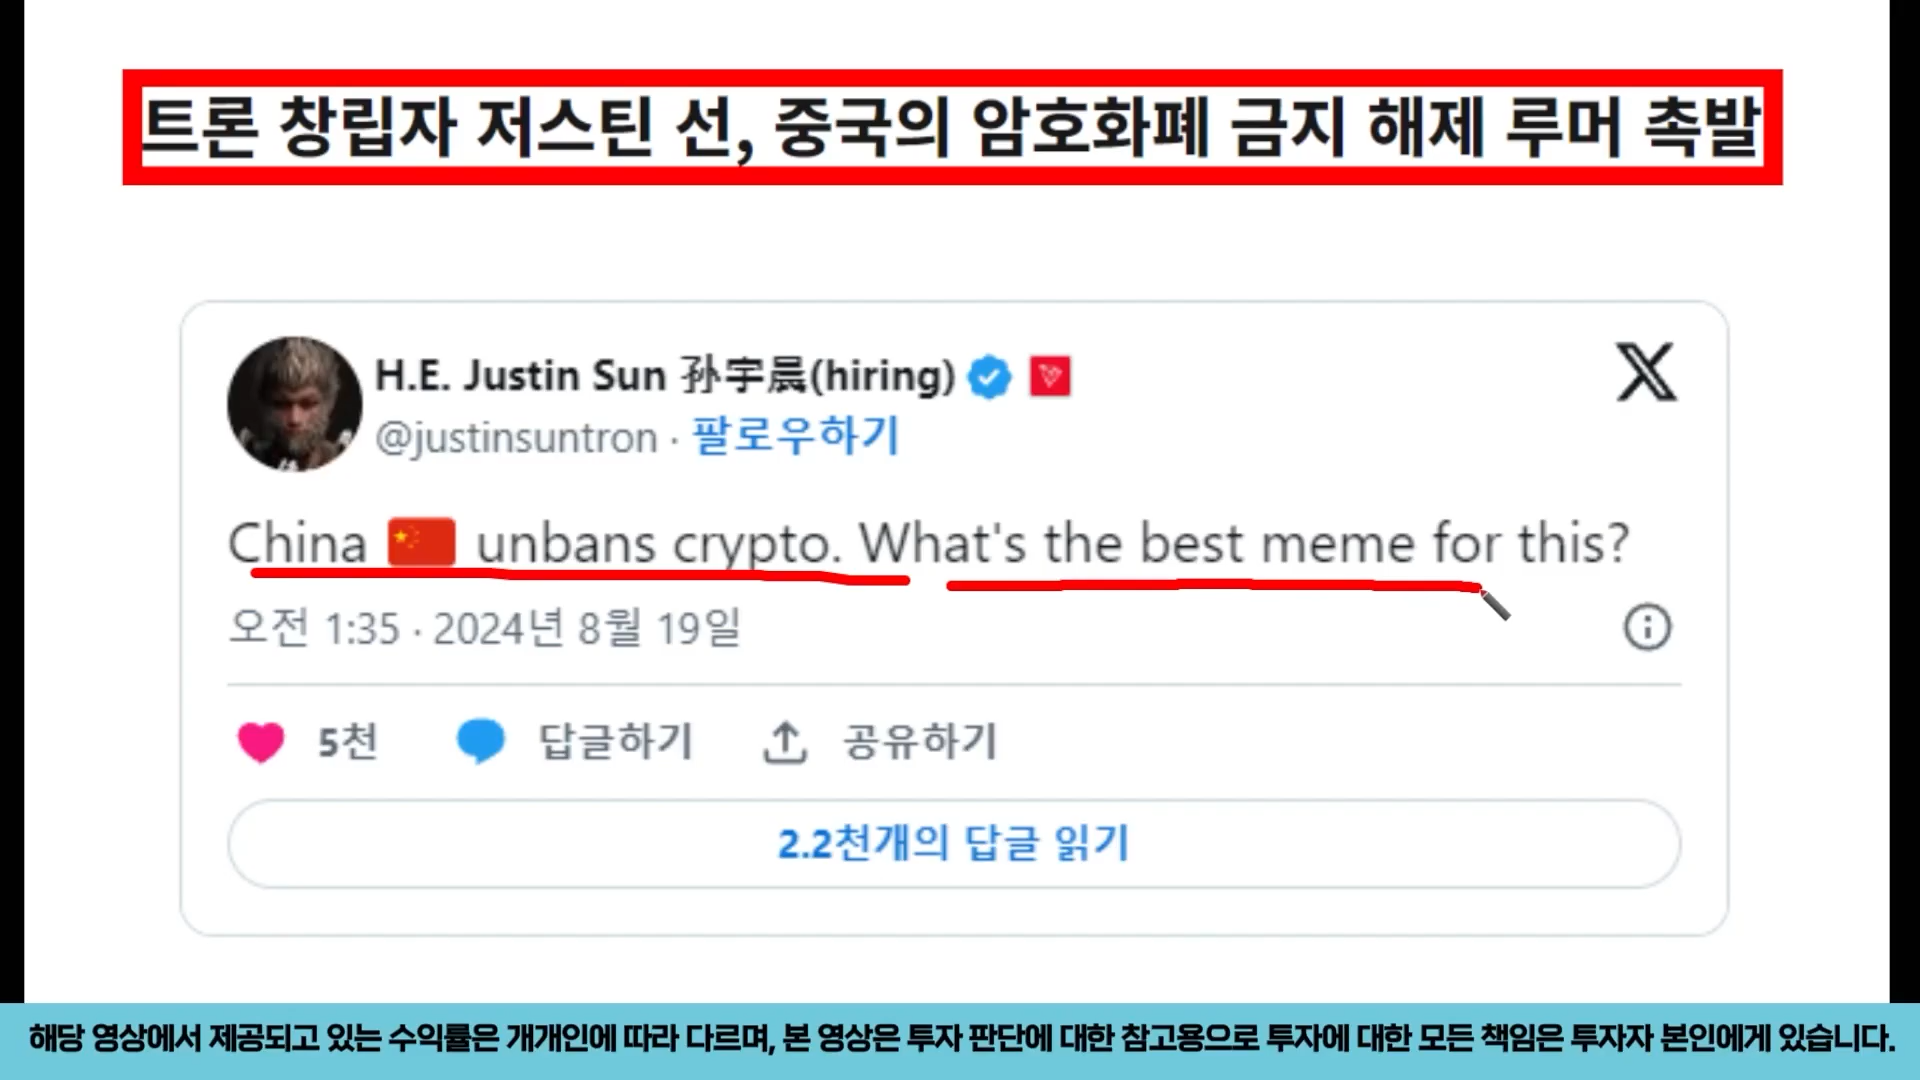 트론 창립자 저스틴 선, 중국의 암호화폐 금지 해제 루머 촉발
H.E. Justin Sun 孙宇晨(hiring)
@justinsuntron · 팔로우하기
China 🇨🇳 unbans crypto. What's the best meme for this?
오전 1:35 · 2024년 8월 19일
5천 답글하기 공유하기
2.2천개의 답글 읽기
해당 영상에서 제공되고 있는 수익률은 개개인에 따라 다르며, 본 영상은 투자 판단에 대한 참고용으로 투자에 대한 모든 책임은 투자자 본인에게 있습니다.